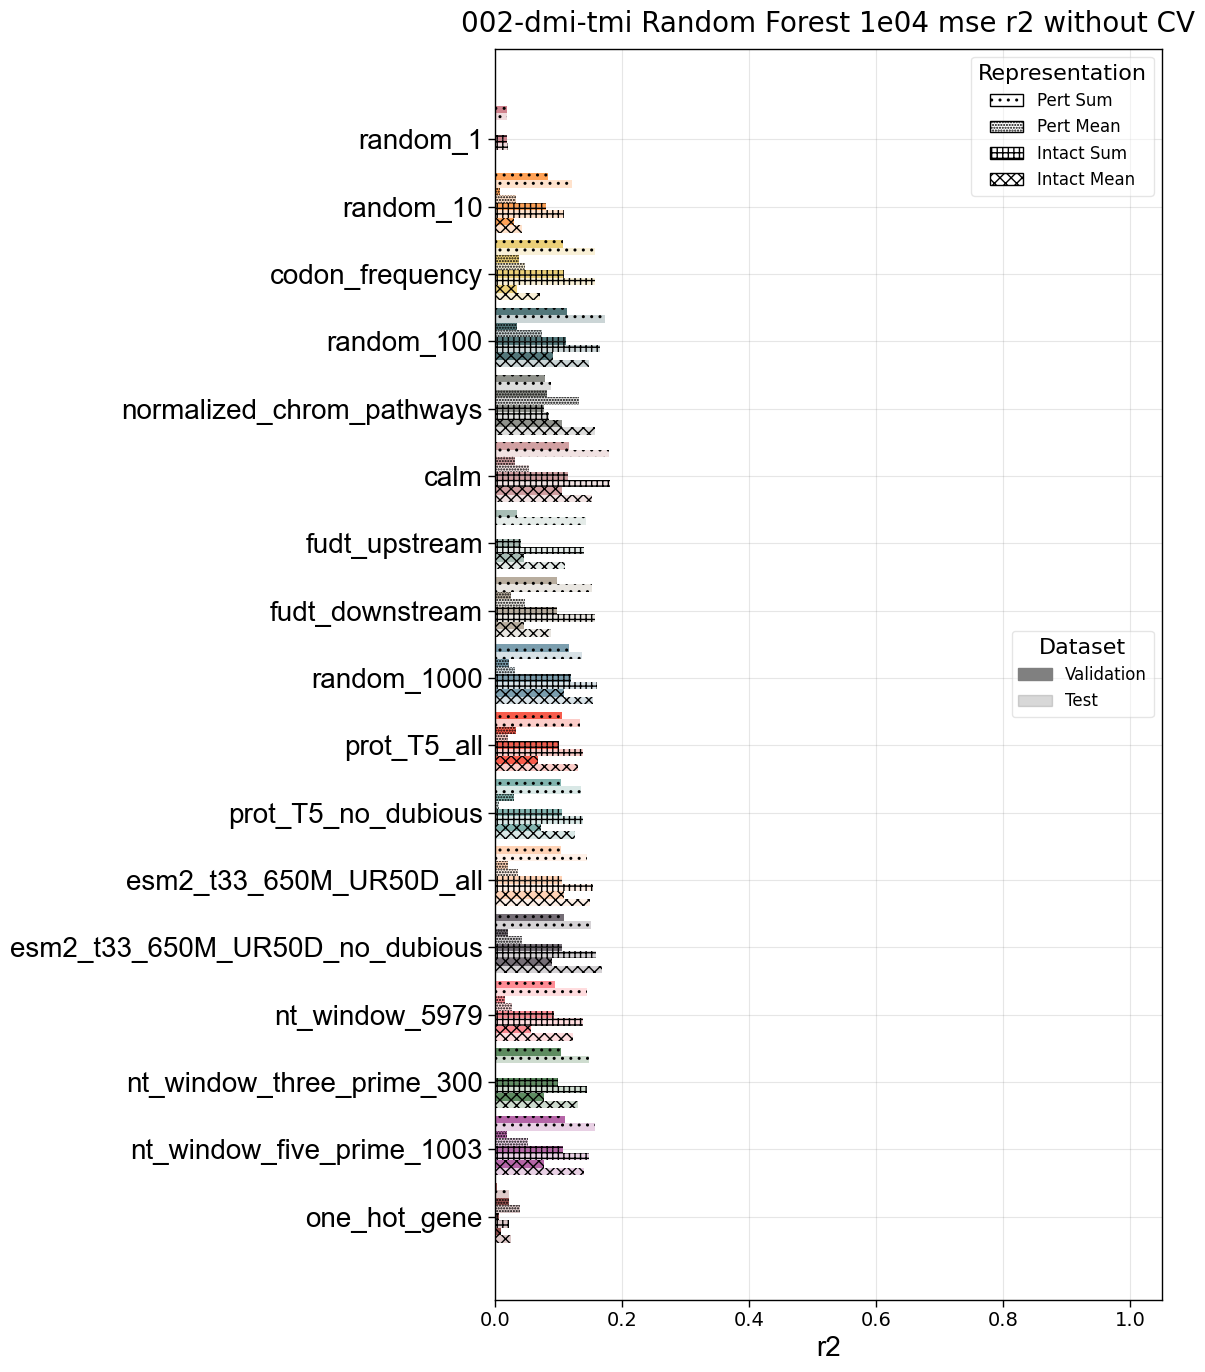 002-dmi-tmi Random Forest 1e04 mse r2 without CV
Representation
Pert Sum
Pert Mean
Intact Sum
Intact Mean
random_1
random_10
codon_frequency
random_100
normalized_chrom_pathways
calm
fudt_upstream
fudt_downstream
random_1000
prot_T5_all
prot_T5_no_dubious
esm2_t33_650M_UR50D_all
esm2_t33_650M_UR50D_no_dubious
nt_window_5979
nt_window_three_prime_300
nt_window_five_prime_1003
one_hot_gene
Dataset
Validation
Test
0.0 0.2 0.4 0.6 0.8 1.0
r2